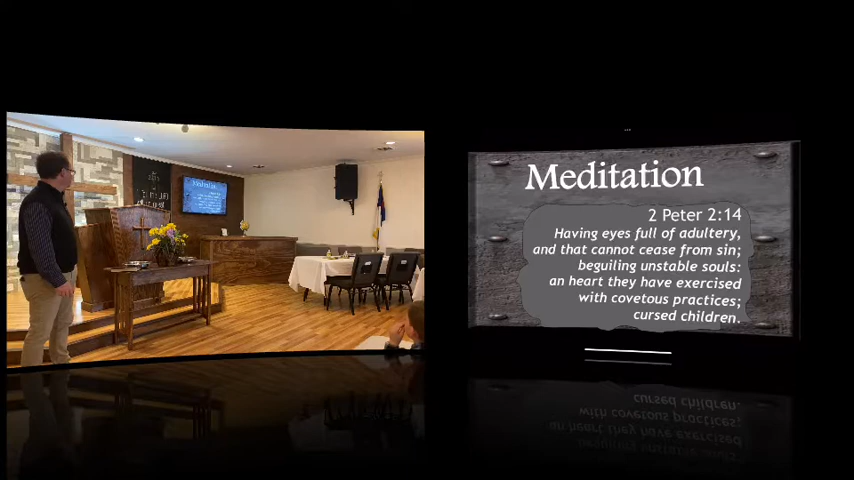 Meditation
Meditation
2 Peter 2:14
Having eyes full of adultery,
and that cannot cease from sin;
beguiling unstable souls:
an heart they have exercised
with covetous practices;
cursed children.